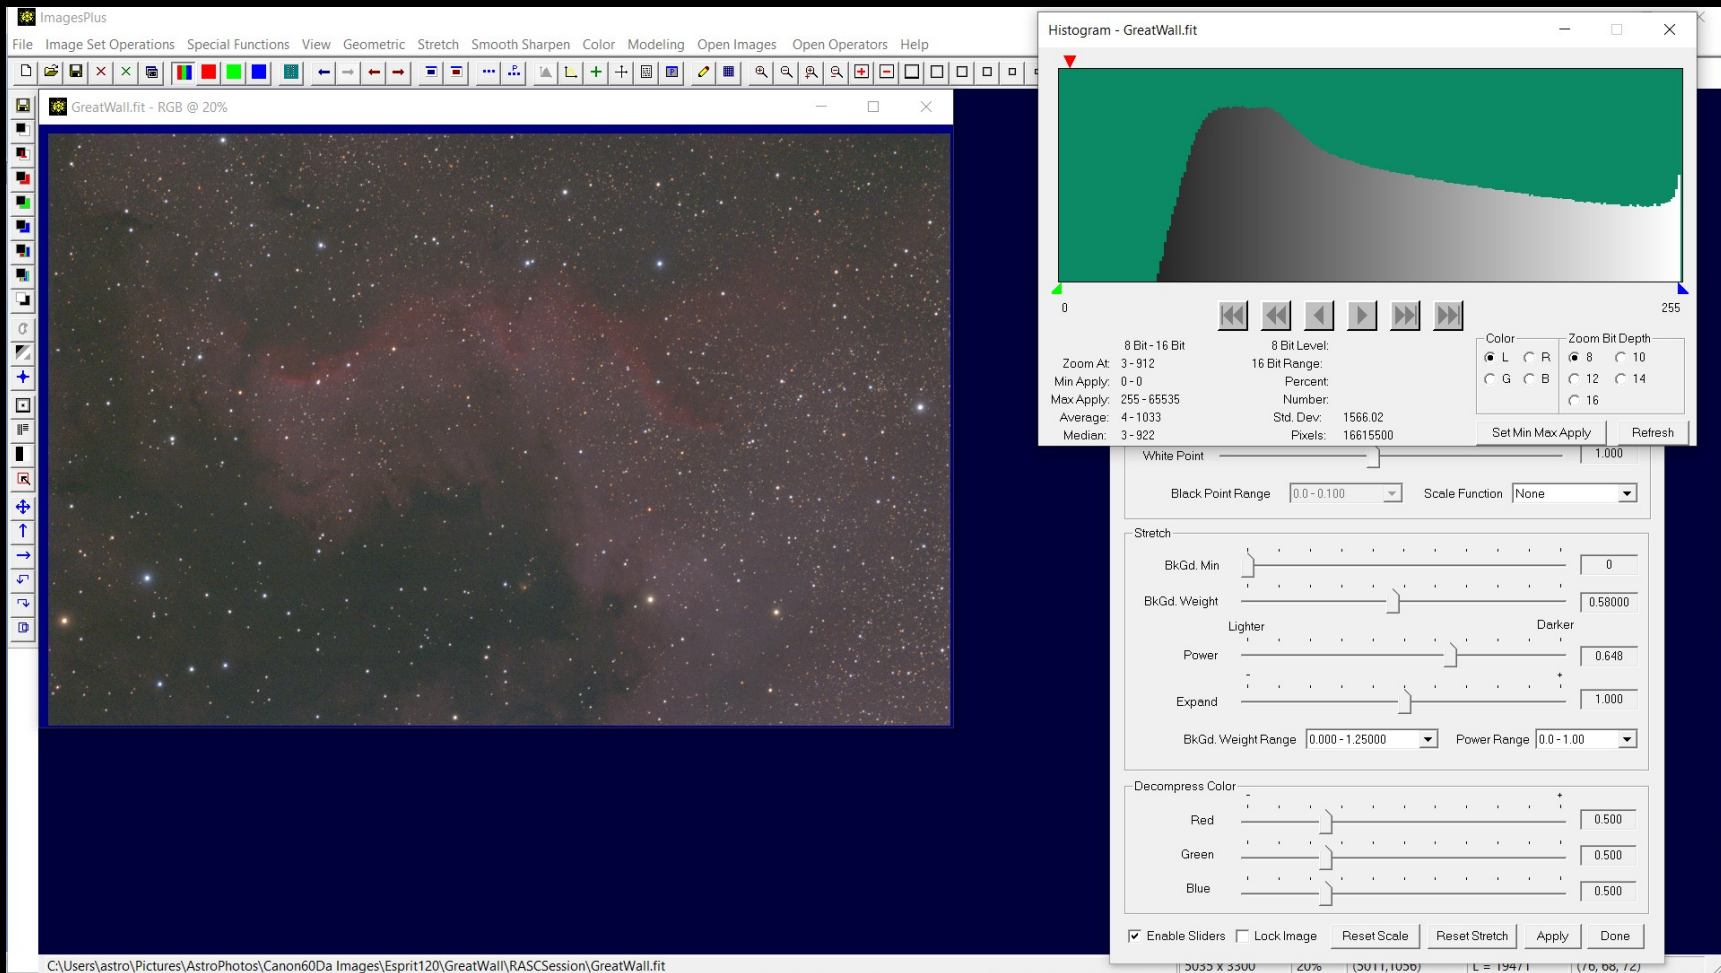 ImagesPlus
File Image Set Operations Special Functions View Geometric Stretch Smooth Sharpen Color Modeling Open Images Open Operators Help
GreatWall.fit - RGB @ 20%
Histogram - GreatWall.fit
0 255
8 Bit - 16 Bit 8 Bit Level:
Zoom At: 3 - 912 16 Bit Range:
Min Apply: 0 - 0 Percent:
Max Apply: 255 - 65535 Number:
Average: 4 - 1033 Std. Dev: 1566.02
Median: 3 - 922 Pixels: 16615500
Color
L R
G B
Zoom Bit Depth
8 10
12 14
16
Set Min Max Apply Refresh
White Point 1.000
Black Point Range 0.0 - 0.100 Scale Function None
Stretch
BkGd. Min 0
BkGd. Weight 0.58000
Lighter Darker
Power 0.648
- +
Expand 1.000
BkGd. Weight Range 0.000 - 1.25000 Power Range 0.0 - 1.00
Decompress Color
- +
Red 0.500
Green 0.500
Blue 0.500
Enable Sliders Lock Image Reset Scale Reset Stretch Apply Done
C:\Users\astro\Pictures\AstroPhotos\Canon60Da Images\Esprit120\GreatWall\RASCSession\GreatWall.fit 5035 x 3300 20% (5011,1056) L = 19471 (76, 68, 72)